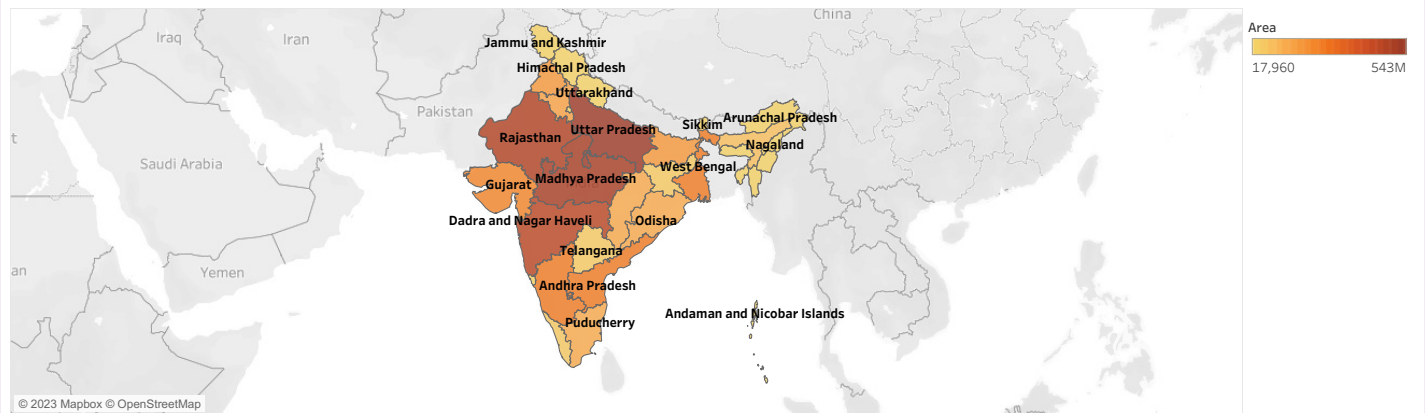 China
Iraq
Iran
Jammu and Kashmir
Himachal Pradesh
Uttarakhand
Pakistan
Sikkim
Arunachal Pradesh
Uttar Pradesh
Rajasthan
t
Nagaland
Saudi Arabia
West Bengal
Madhya Pradesh
Gujarat
Dadra and Nagar Haveli
Odisha
Telangana
an
Yemen
Andhra Pradesh
Andaman and Nicobar Islands
Puducherry
© 2023 Mapbox © OpenStreetMap
Area
17,960 543M